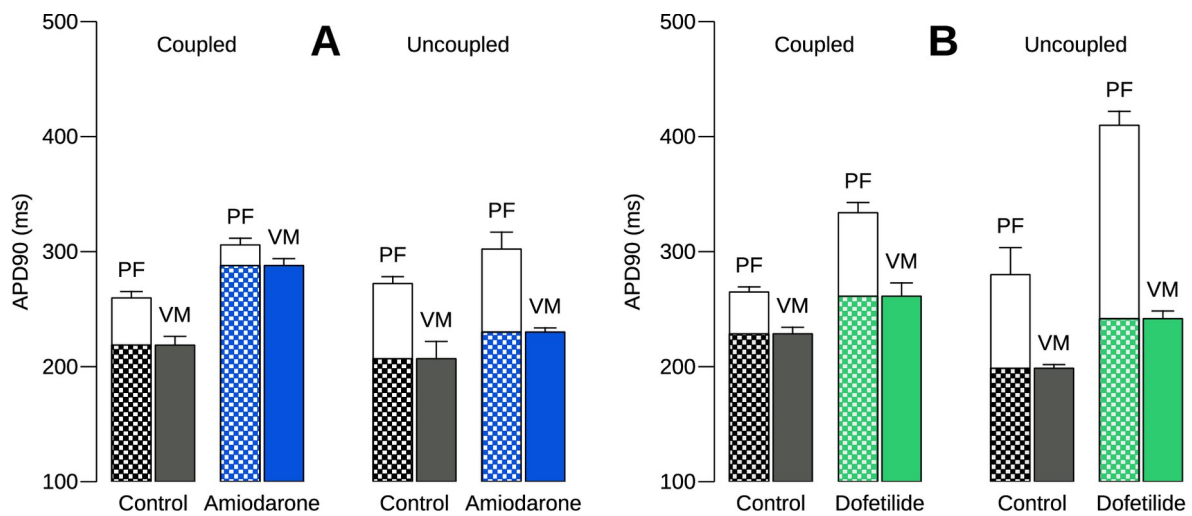 A
Coupled
Uncoupled
500
400
300
200
100
APD90 (ms)
PF
VM
PF
VM
PF
VM
PF
VM
Control
Amiodarone
Control
Amiodarone
B
Coupled
Uncoupled
500
400
300
200
100
APD90 (ms)
PF
VM
PF
VM
PF
VM
PF
VM
Control
Dofetilide
Control
Dofetilide